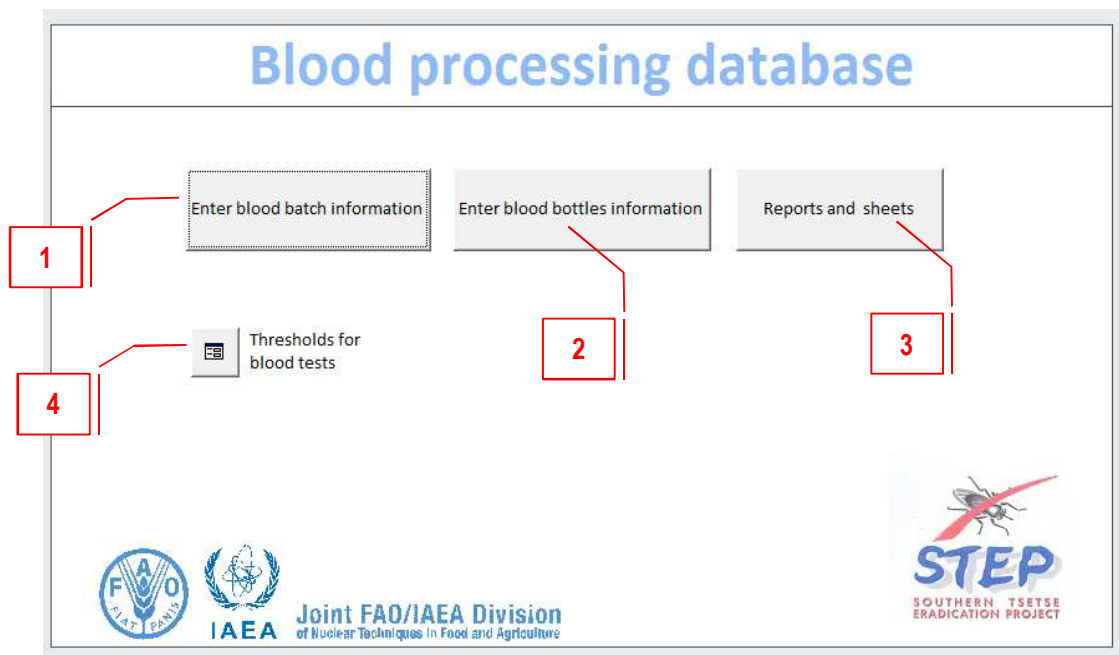 Blood processing database
Enter blood batch information
Enter blood bottles information
Reports and sheets
1
2
3
Thresholds for
blood tests
4
STEP
SOUTHERN TSETSE
ERADICATION PROJECT
F A O
FIAT PANIS
IAEA
Joint FAO/IAEA Division
of Nuclear Techniques in Food and Agriculture